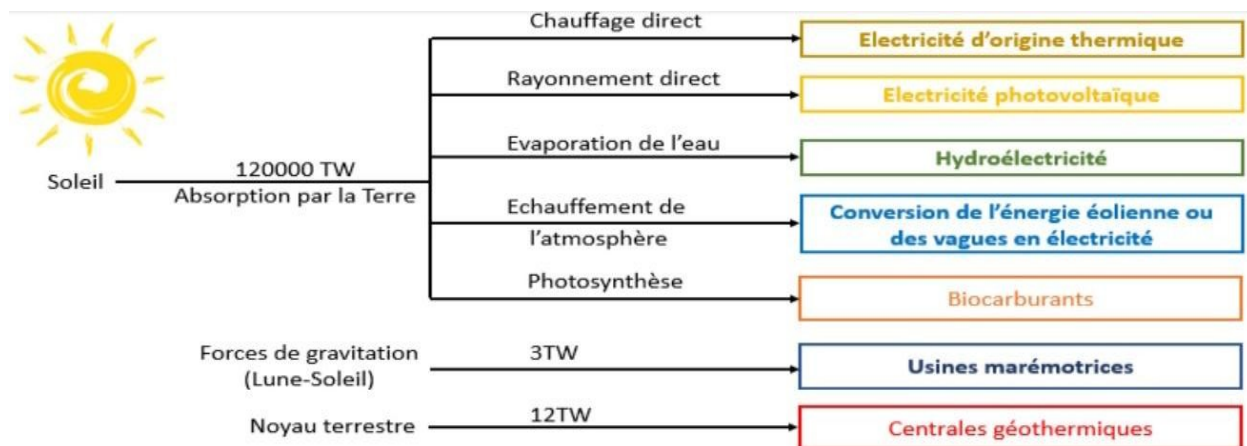 Chauffage direct
Electricité d'origine thermique
Rayonnement direct
Electricité photovoltaïque
Evaporation de l'eau
Hydroélectricité
Soleil
120000 TW
Absorption par la Terre
Echauffement de
l'atmosphère
Conversion de l'énergie éolienne ou
des vagues en électricité
Photosynthèse
Biocarburants
Forces de gravitation
(Lune-Soleil)
3TW
Usines marémotrices
Noyau terrestre
12TW
Centrales géothermiques